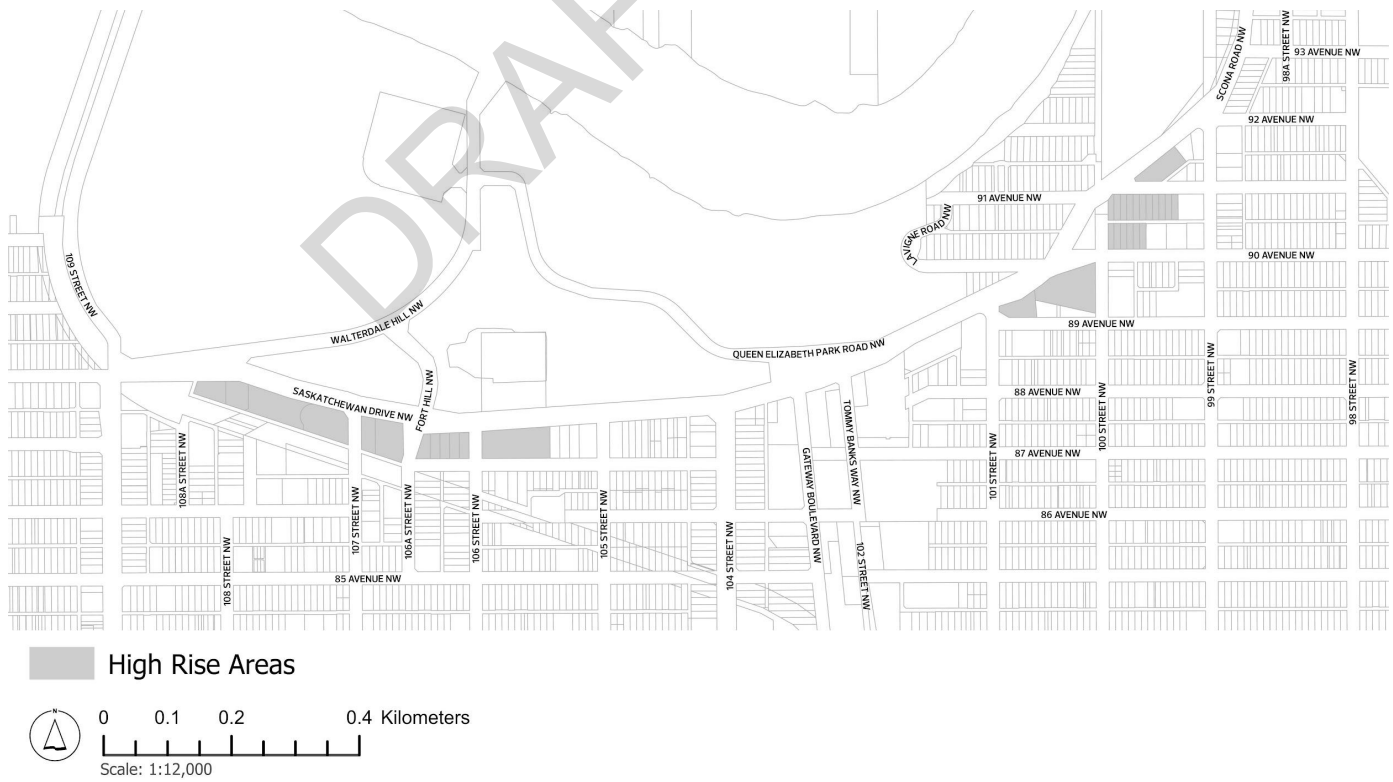 DRAF
SCONA ROAD NW
98A STREET NW
93 AVENUE NW
92 AVENUE NW
91 AVENUE NW
LAVIGNE ROAD NW
90 AVENUE NW
109 STREET NW
WALTERDALE HILL NW
89 AVENUE NW
QUEEN ELIZABETH PARK ROAD NW
SASKATCHEWAN DRIVE NW
FORT HILL NW
88 AVENUE NW
100 STREET NW
99 STREET NW
98 STREET NW
TOMMY BANKS WAY NW
GATEWAY BOULEVARD NW
87 AVENUE NW
101 STREET NW
108A STREET NW
107 STREET NW
106A STREET NW
106 STREET NW
105 STREET NW
86 AVENUE NW
108 STREET NW
104 STREET NW
102 STREET NW
85 AVENUE NW
High Rise Areas
N
0 0.1 0.2 0.4 Kilometers
Scale: 1:12,000